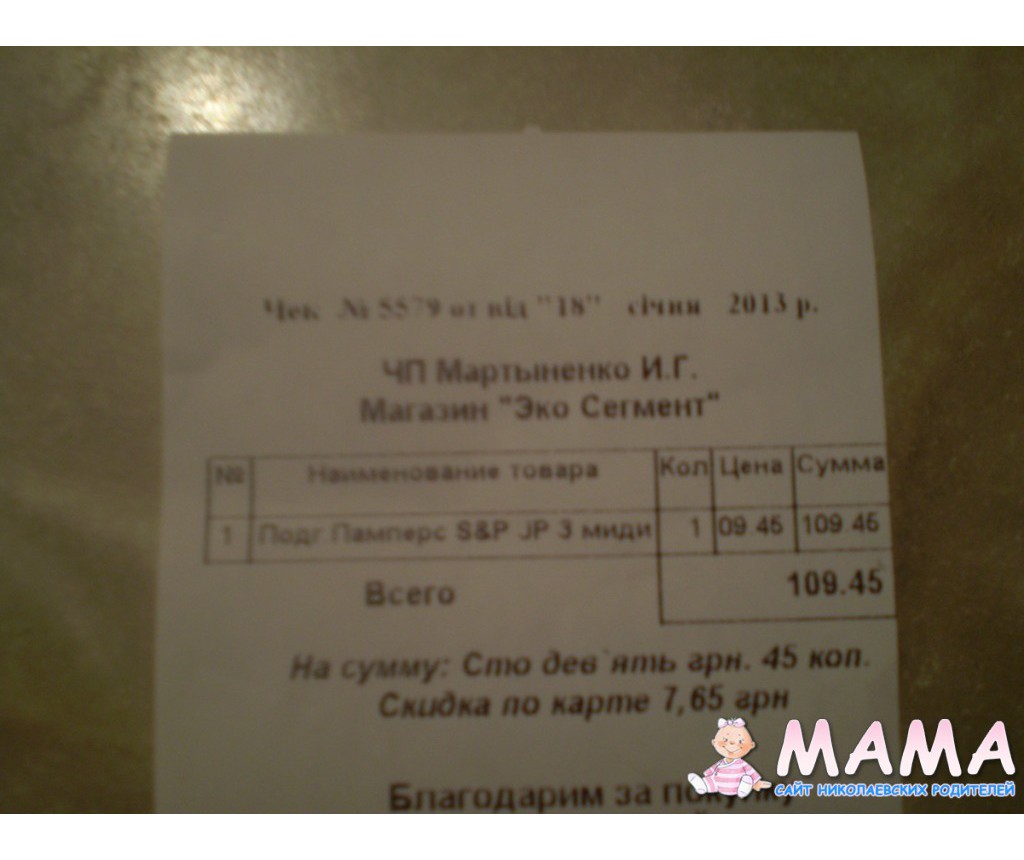 Чек № 5579 от від "18" січня 2013 р.
ЧП Мартыненко И.Г.
Магазин "Эко Сегмент"
№ Наименование товара Кол Цена Сумма
1 Подг.Памперс S&P JP 3 миди 1 09.45 109.45
Всего 109.45
На сумму: Сто дев`ять грн. 45 коп.
Скидка по карте 7,65 грн
Благодарим за покупку
МАМА
САЙТ НИКОЛАЕВСКИХ РОДИТЕЛЕЙ